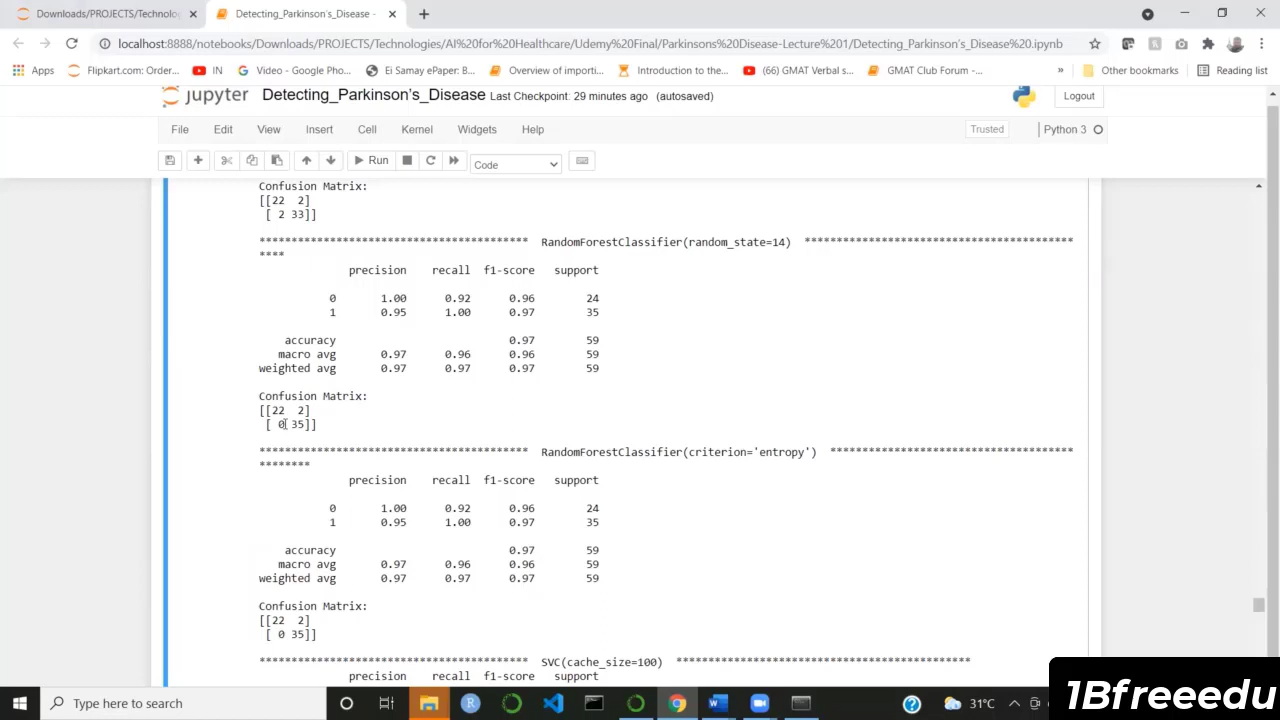 Downloads/PROJECTS/Technolog
Detecting_Parkinson's_Disease -
localhost:8888/notebooks/Downloads/PROJECTS/Technologies/AI%20for%20Healthcare/Udemy%20Final/Parkinsons%20Disease-Lecture%201/Detecting_Parkinson's_Disease%20.ipynb
Apps Flipkart.com: Order... IN Video - Google Pho... Ei Samay ePaper: B... Overview of importi... Introduction to the... (66) GMAT Verbal s... GMAT Club Forum -... » Other bookmarks Reading list
jupyter Detecting_Parkinson's_Disease Last Checkpoint: 29 minutes ago (autosaved) Logout
File Edit View Insert Cell Kernel Widgets Help Trusted Python 3
Run Code
Confusion Matrix:
[[22 2]
[ 2 33]]
****************************************** RandomForestClassifier(random_state=14) ******************************************
****
precision recall f1-score support
0 1.00 0.92 0.96 24
1 0.95 1.00 0.97 35
accuracy 0.97 59
macro avg 0.97 0.96 0.96 59
weighted avg 0.97 0.97 0.97 59
Confusion Matrix:
[[22 2]
[ 0 35]]
****************************************** RandomForestClassifier(criterion='entropy') **************************************
********
precision recall f1-score support
0 1.00 0.92 0.96 24
1 0.95 1.00 0.97 35
accuracy 0.97 59
macro avg 0.97 0.96 0.96 59
weighted avg 0.97 0.97 0.97 59
Confusion Matrix:
[[22 2]
[ 0 35]]
****************************************** SVC(cache_size=100) **********************************************
precision recall f1-score support
Type here to search
31°C
1Bfreeedu